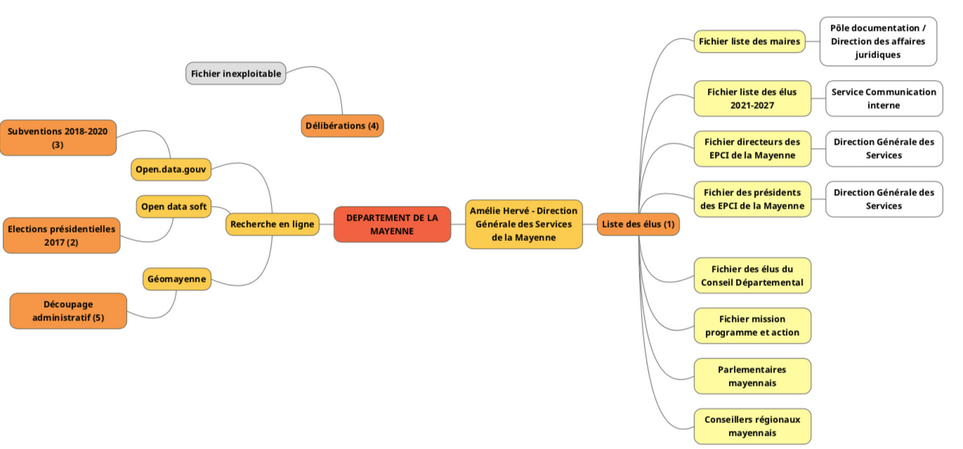 Fichier inexploitable
Délibérations (4)
Subventions 2018-2020
(3)
Open.data.gouv
Open data soft
Elections présidentielles
2017 (2)
Recherche en ligne
Géomayenne
Découpage
administratif (5)
DEPARTEMENT DE LA
MAYENNE
Amélie Hervé - Direction
Générale des Services
de la Mayenne
Liste des élus (1)
Fichier liste des maires
Pôle documentation /
Direction des affaires
juridiques
Fichier liste des élus
2021-2027
Service Communication
interne
Fichier directeurs des
EPCI de la Mayenne
Direction Générale des
Services
Fichier des présidents
des EPCI de la Mayenne
Direction Générale des
Services
Fichier des élus du
Conseil Départemental
Fichier mission
programme et action
Parlementaires
mayennais
Conseillers régionaux
mayennais